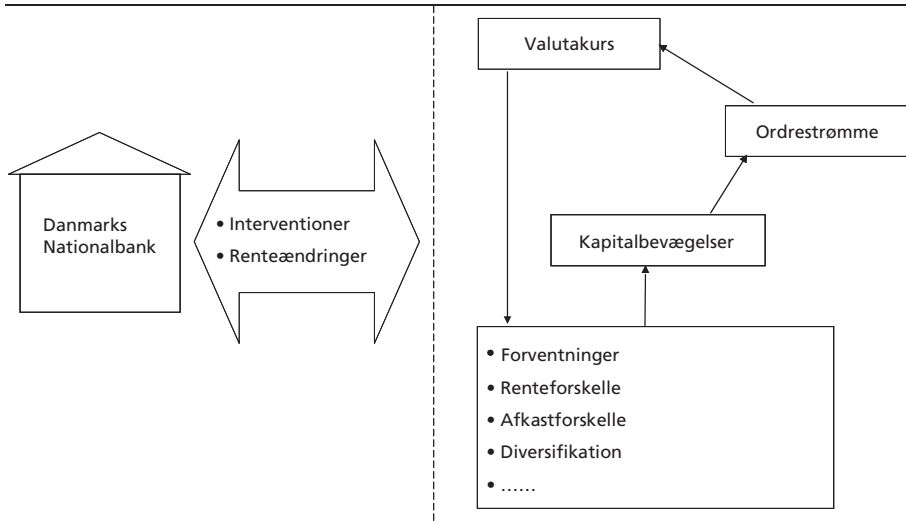 Danmarks
Nationalbank
• Interventioner
• Renteændringer
Valutakurs
Ordrestrømme
Kapitalbevægelser
• Forventninger
• Renteforskelle
• Afkastforskelle
• Diversifikation
• ......